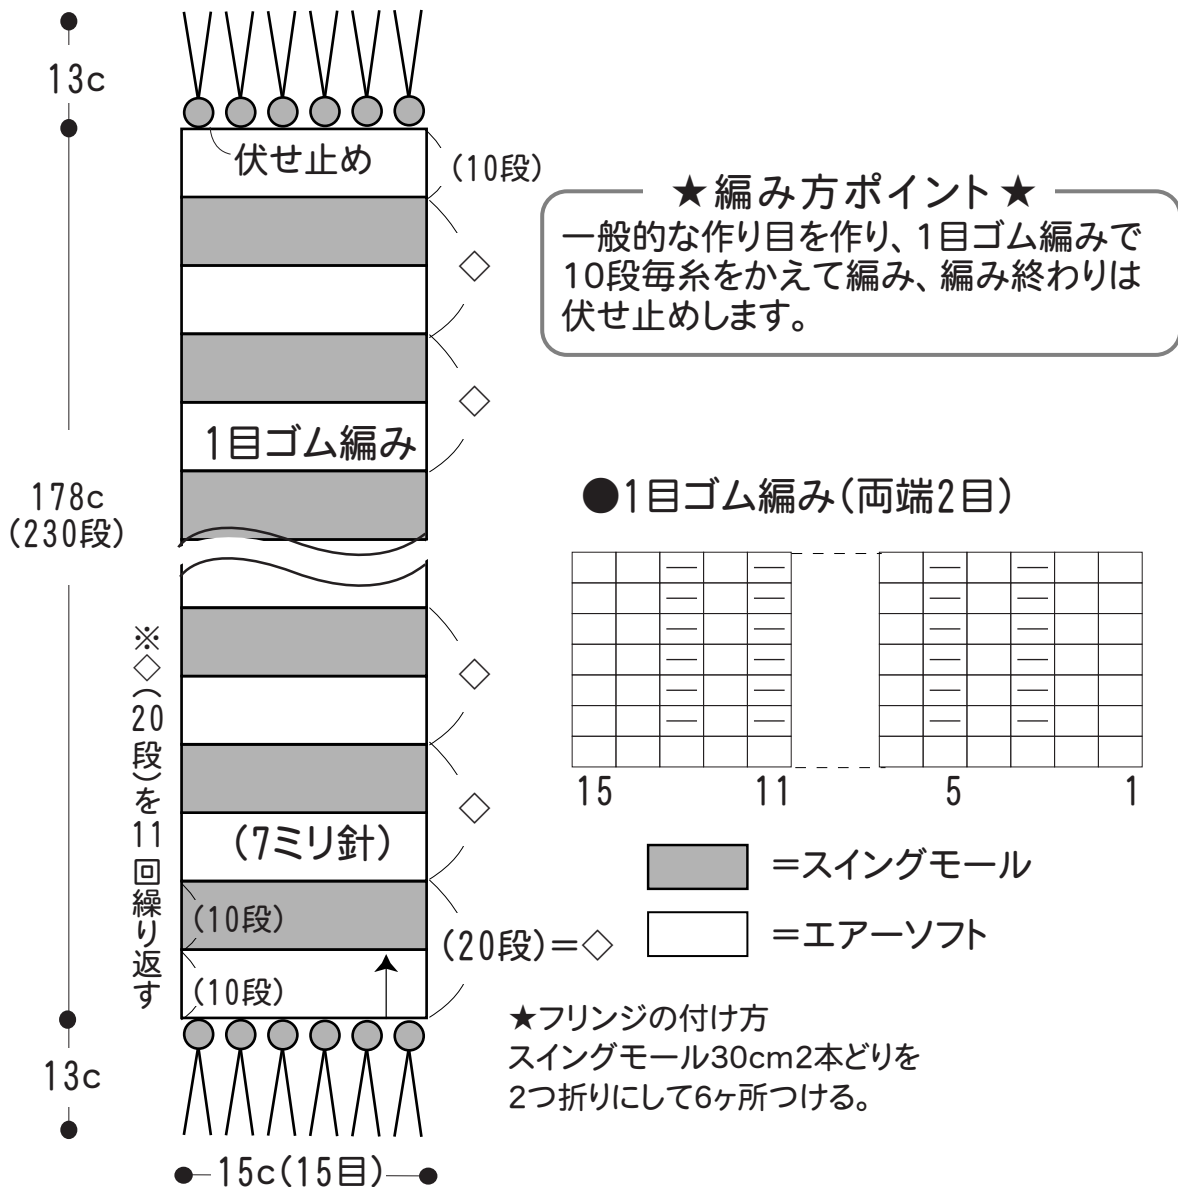 13c
伏せ止め
(10段)
★編み方ポイント★
一般的な作り目を作り、1目ゴム編みで
10段毎糸をかえて編み、編み終わりは
伏せ止めします。
◇
◇
1目ゴム編み
178c
(230段)
●1目ゴム編み(両端2目)
15 11 5 1
※◇(20段)を11回繰り返す
◇
◇
(7ミリ針)
(10段)
(10段)
(20段)=◇
=スイングモール
=エアーソフト
★フリンジの付け方
スイングモール30cm2本どりを
2つ折りにして6ヶ所つける。
13c
15c(15目)